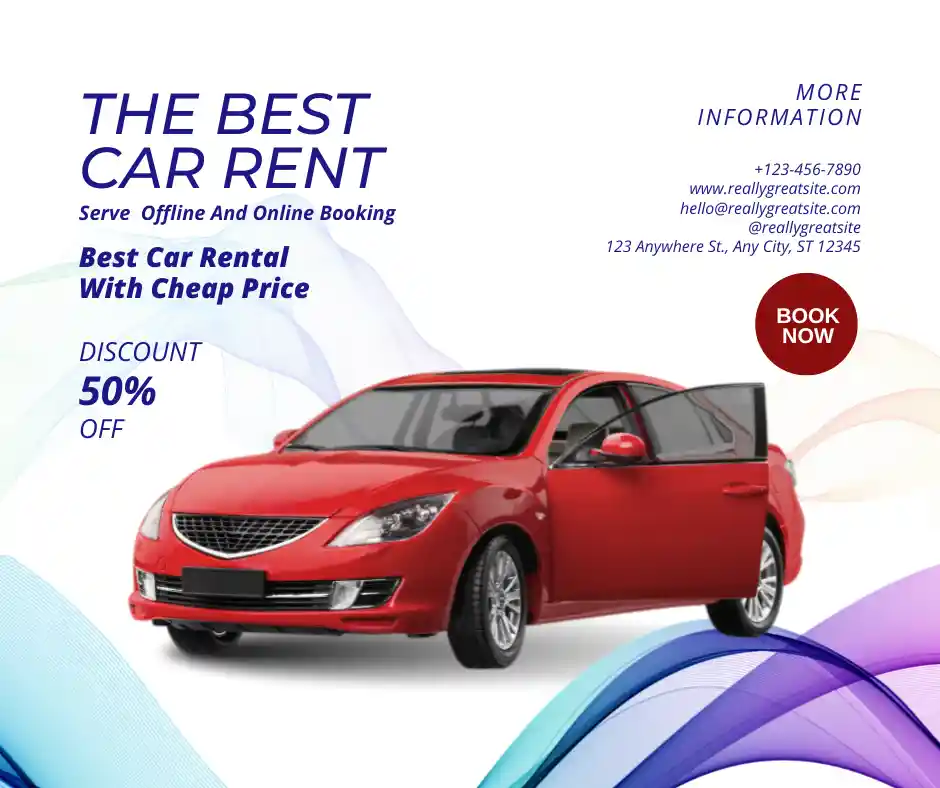 THE BEST
CAR RENT
Serve Offline And Online Booking
Best Car Rental
With Cheap Price
DISCOUNT
50%
OFF
MORE
INFORMATION
+123-456-7890
www.reallygreatsite.com
hello@reallygreatsite.com
@reallygreatsite
123 Anywhere St., Any City, ST 12345
BOOK
NOW